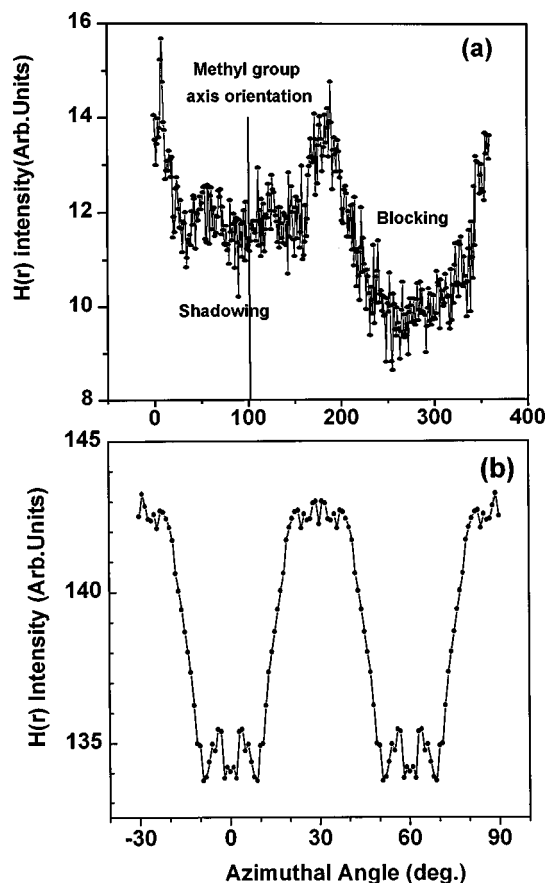 16
14
12
10
8
H(r) intensity(Arb.Units)
(a)
Methyl group
axis orientation
Blocking
Shadowing
0
100
200
300
400
145
140
135
H(r) Intensity (Arb.Units)
(b)
-30
0
30
60
90
Azimuthal Angle (deg.)